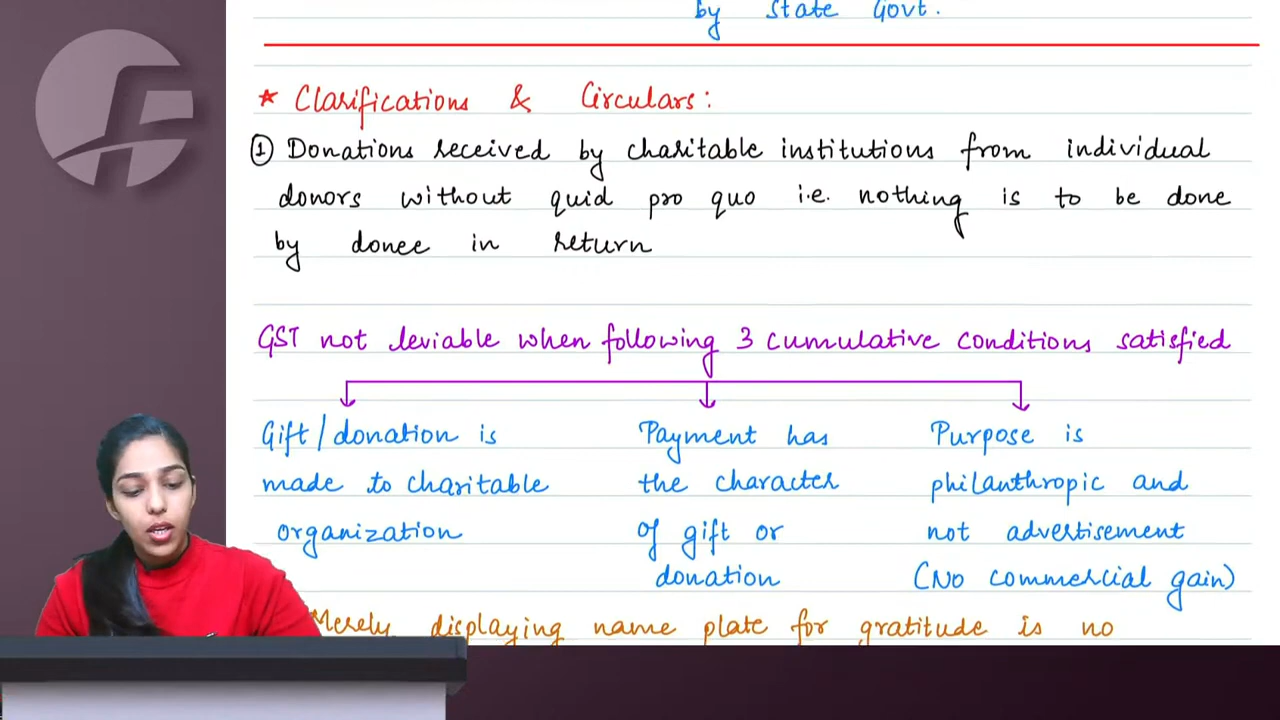 by State Govt.
* Clarifications & Circulars:
① Donations received by charitable institutions from individual
donors without quid pro quo i.e. nothing is to be done
by donee in return
GST not leviable when following 3 cumulative conditions satisfied
Gift/donation is
made to charitable
organization
Payment has
the character
of gift or
donation
Purpose is
philanthropic and
not advertisement
(No commercial gain)
Merely displaying name plate for gratitude is no